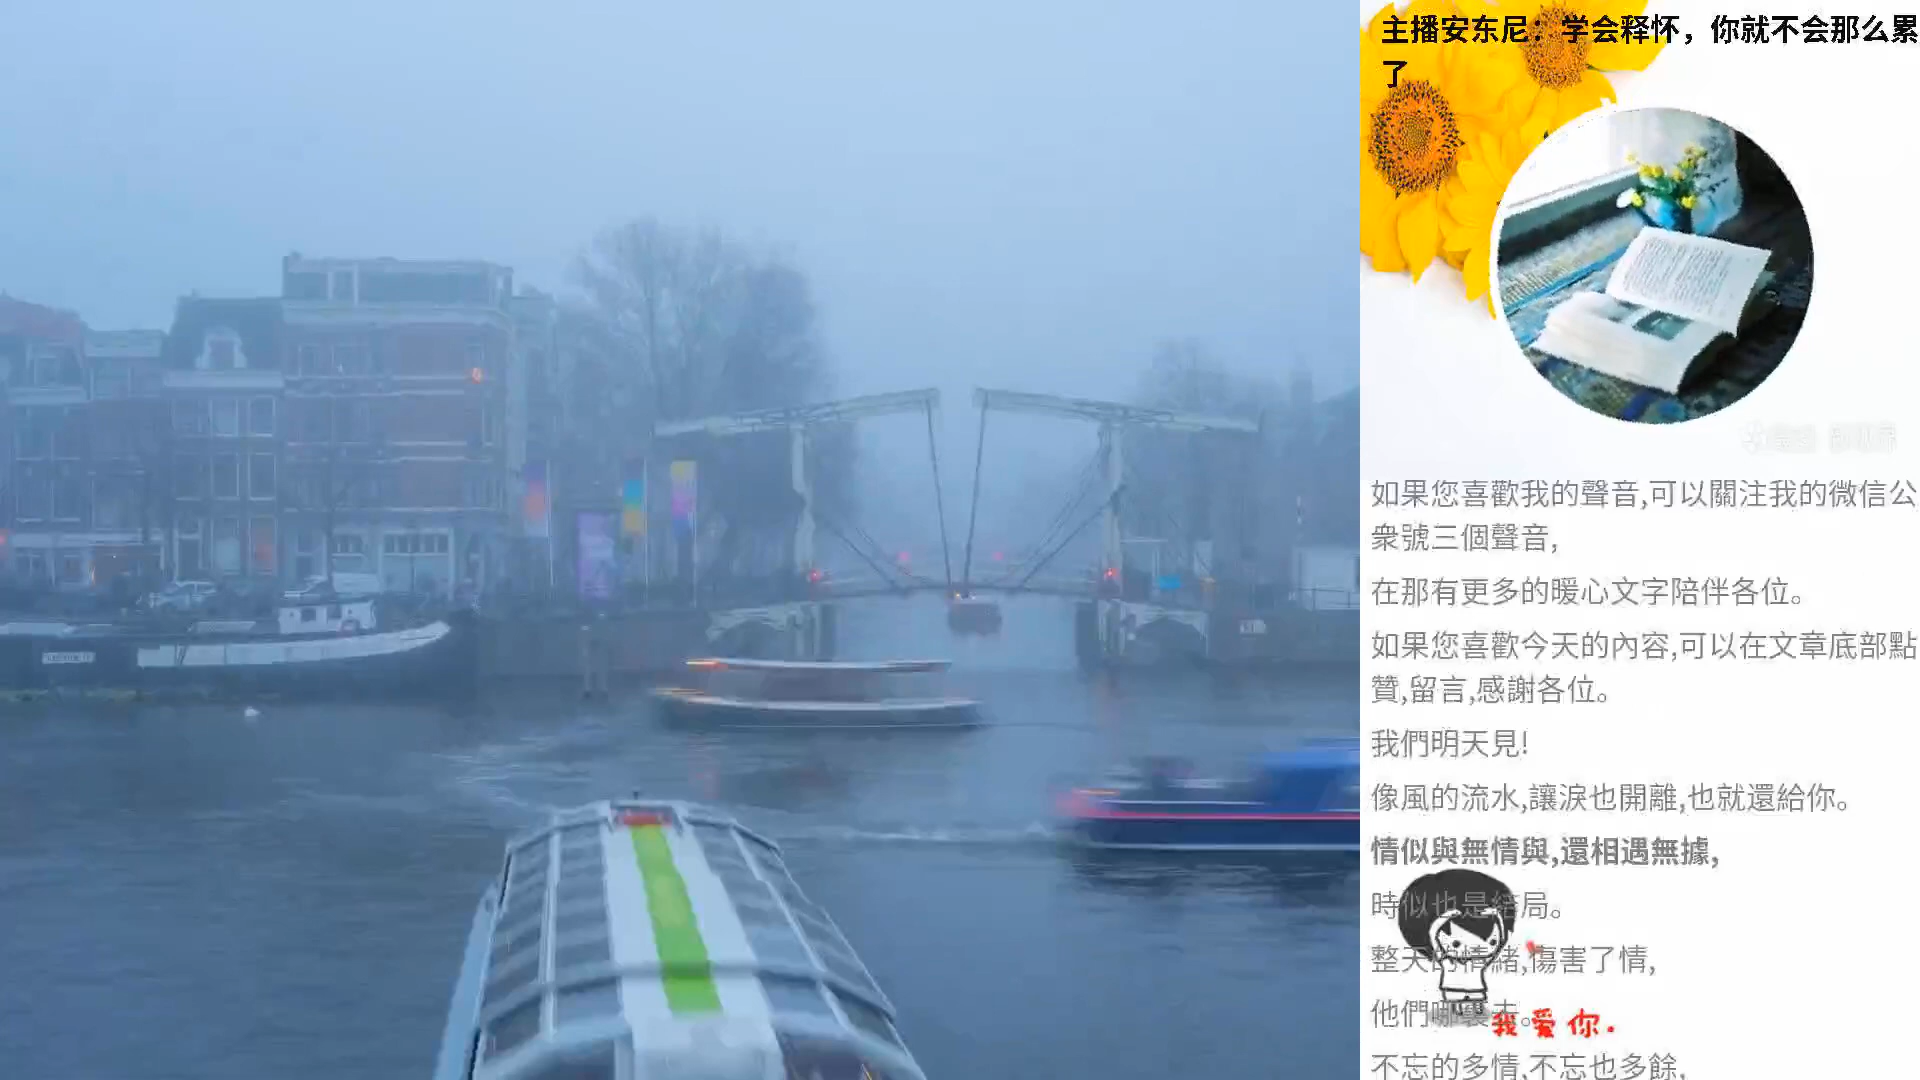 主播安东尼：学会释怀，你就不会那么累
了
如果您喜歡我的聲音,可以關注我的微信公
衆號三個聲音,
在那有更多的暖心文字陪伴各位。
如果您喜歡今天的內容,可以在文章底部點
贊,留言,感謝各位。
我們明天見!
像風的流水,讓淚也開離,也就還給你。
情似與無情與,還相遇無據,
時似也是結局。
整天的情緒,傷害了情,
他們哪裏去。
我爱你.
不忘的多情,不忘也多餘,